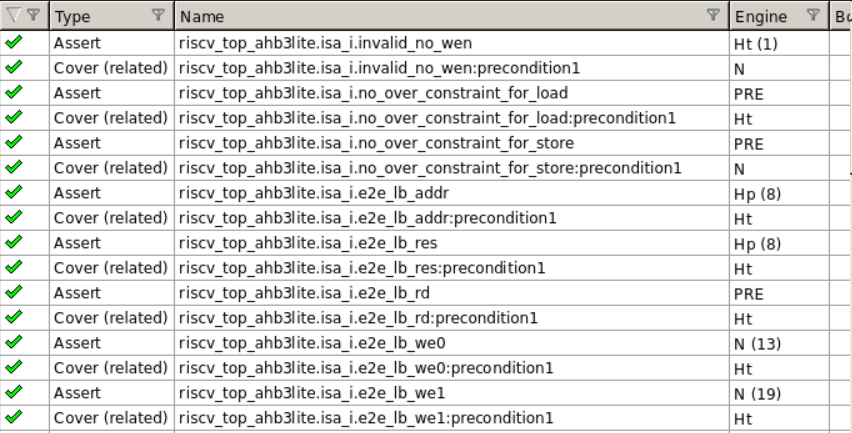 Type Name Engine
Assert riscv_top_ahb3lite.isa_i.invalid_no_wen Ht (1)
Cover (related) riscv_top_ahb3lite.isa_i.invalid_no_wen:precondition1 N
Assert riscv_top_ahb3lite.isa_i.no_over_constraint_for_load PRE
Cover (related) riscv_top_ahb3lite.isa_i.no_over_constraint_for_load:precondition1 Ht
Assert riscv_top_ahb3lite.isa_i.no_over_constraint_for_store PRE
Cover (related) riscv_top_ahb3lite.isa_i.no_over_constraint_for_store:precondition1 N
Assert riscv_top_ahb3lite.isa_i.e2e_lb_addr Hp (8)
Cover (related) riscv_top_ahb3lite.isa_i.e2e_lb_addr:precondition1 Ht
Assert riscv_top_ahb3lite.isa_i.e2e_lb_res Hp (8)
Cover (related) riscv_top_ahb3lite.isa_i.e2e_lb_res:precondition1 Ht
Assert riscv_top_ahb3lite.isa_i.e2e_lb_rd PRE
Cover (related) riscv_top_ahb3lite.isa_i.e2e_lb_rd:precondition1 Ht
Assert riscv_top_ahb3lite.isa_i.e2e_lb_we0 N (13)
Cover (related) riscv_top_ahb3lite.isa_i.e2e_lb_we0:precondition1 Ht
Assert riscv_top_ahb3lite.isa_i.e2e_lb_we1 N (19)
Cover (related) riscv_top_ahb3lite.isa_i.e2e_lb_we1:precondition1 Ht